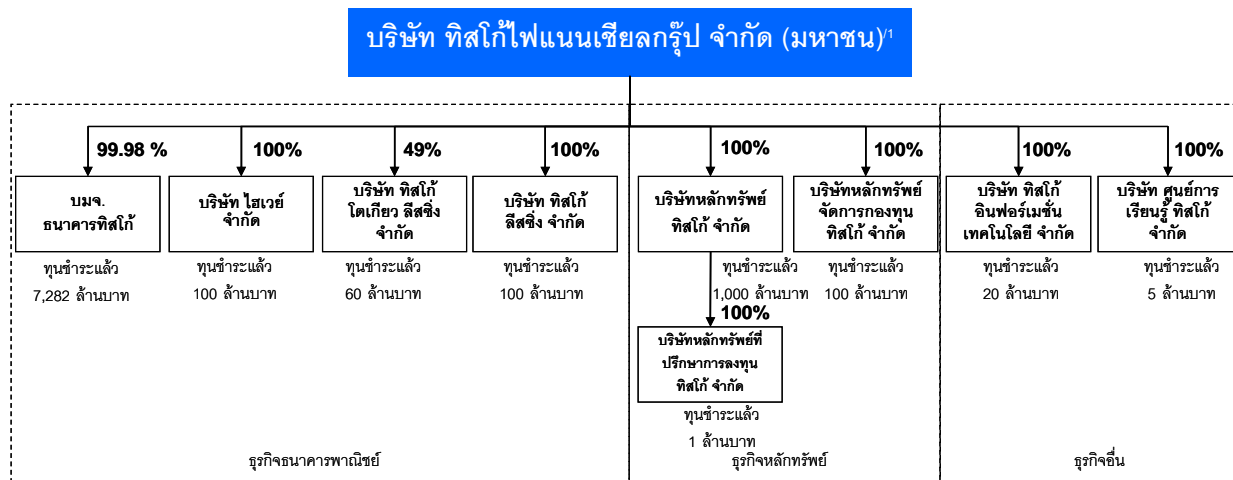 บริษัท ทิสโก้ไฟแนนเชียลกรุ๊ป จำกัด (มหาชน)/1
99.98 %
100%
49%
100%
100%
100%
100%
100%
บมจ.
ธนาคารทิสโก้
บริษัท ไฮเวย์
จำกัด
บริษัท ทิสโก้
โตเกียว ลีสซิ่ง
จำกัด
บริษัท ทิสโก้
ลีสซิ่ง จำกัด
บริษัทหลักทรัพย์
ทิสโก้ จำกัด
บริษัทหลักทรัพย์
จัดการกองทุน
ทิสโก้ จำกัด
บริษัท ทิสโก้
อินฟอร์เมชั่น
เทคโนโลยี จำกัด
บริษัท ศูนย์การ
เรียนรู้ ทิสโก้
จำกัด
ทุนชำระแล้ว
7,282 ล้านบาท
ทุนชำระแล้ว
100 ล้านบาท
ทุนชำระแล้ว
60 ล้านบาท
ทุนชำระแล้ว
100 ล้านบาท
ทุนชำระแล้ว
1,000 ล้านบาท
ทุนชำระแล้ว
100 ล้านบาท
ทุนชำระแล้ว
20 ล้านบาท
ทุนชำระแล้ว
5 ล้านบาท
100%
บริษัทหลักทรัพย์ที่
ปรึกษาการลงทุน
ทิสโก้ จำกัด
ทุนชำระแล้ว
1 ล้านบาท
ธุรกิจธนาคารพาณิชย์
ธุรกิจหลักทรัพย์
ธุรกิจอื่น